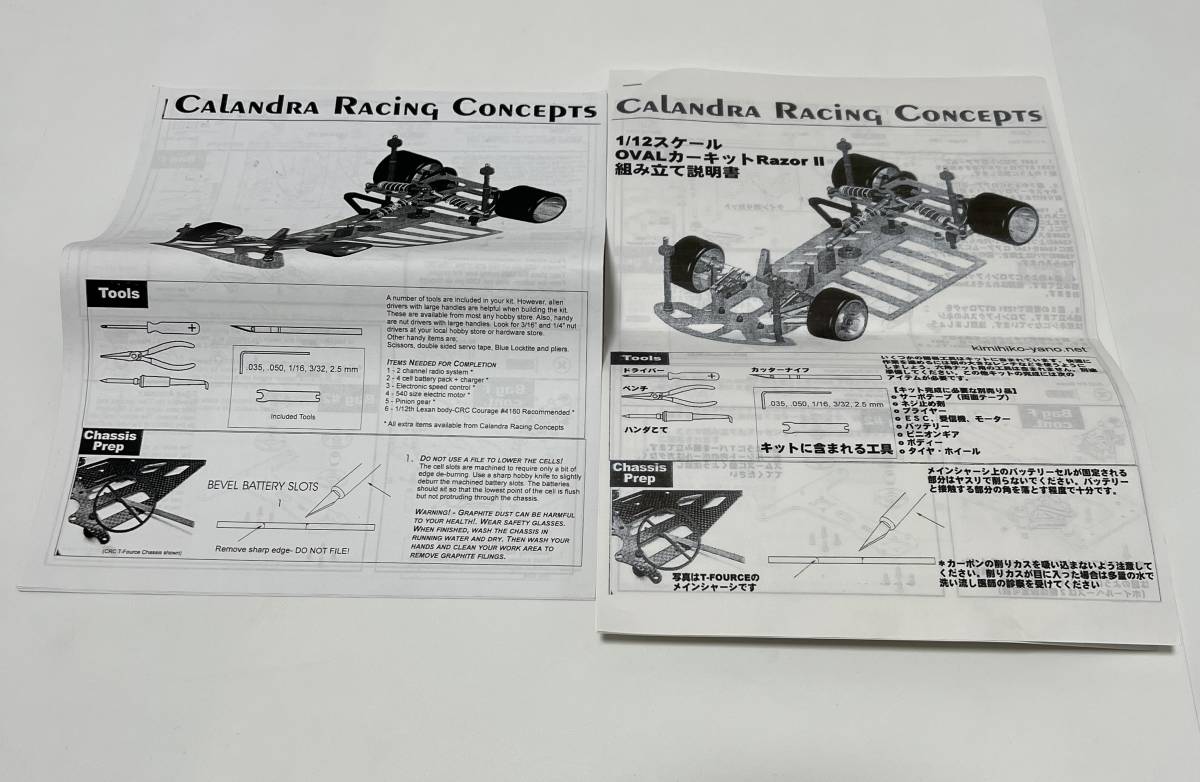 Calandra Racing Concepts
Tools
.035, .050, 1/16, 3/32, 2.5 mm
Included Tools
A number of tools are included in your kit. However, allen
drivers with large handles are helpful when building the kit.
These are available from most any hobby store. Also, handy
are nut drivers with large handles. Look for 3/16" and 1/4" nut
drivers at your local hobby store or hardware store.
Other handy items are;
Scissors, double sided servo tape, Blue Locktite and pliers.
Items Needed for Completion
1 - 2 channel radio system *
2 - 4 cell battery pack + charger *
3 - Electronic speed control *
4 - 540 size electric motor *
5 - Pinion gear *
6 - 1/12th Lexan body-CRC Courage #4160 Recommended *
* All extra items available from Calandra Racing Concepts
Chassis
Prep
(CRC T-Fource Chassis shown)
BEVEL BATTERY SLOTS
Remove sharp edge- DO NOT FILE!
1. Do not use a file to lower the cells!
The cell slots are machined to require only a bit of
edge de-burring. Use a sharp hobby knife to slightly
deburr the machined battery slots. The batteries
should sit so that the lowest point of the cell is flush
but not protruding through the chassis.
Warning! - Graphite dust can be harmful
to your health!. Wear safety glasses.
When finished, wash the chassis in
running water and dry. Then wash your
hands and clean your work area to
remove graphite filings.
Calandra Racing Concepts
1/12スケール
OVALカーキットRazor II
組み立て説明書
kimihiko-yano.net
Tools
ドライバー
カッターナイフ
ペンチ
ハンダごて
.035, .050, 1/16, 3/32, 2.5 mm
キットに含まれる工具
アイテムが必要です。
【キット完成に必要な別売り品】
o サーボテープ（両面テープ）
o ネジ止め剤
o プライヤー
o ESC、受信機、モーター
o バッテリー
o ピニオンギア
o ボディー
o タイヤ・ホイール
Chassis
Prep
写真はT-FOURCEの
メインシャーシです
メインシャーシ上のバッテリーセルが固定される
部分はヤスリで削らないでください。バッテリー
と接触する部分の角を落とす程度で十分です。
＊カーボンの削りカスを吸い込まないよう注意して
ください。削りカスが目に入った場合は多量の水で
洗い流し医師の診察を受けてください